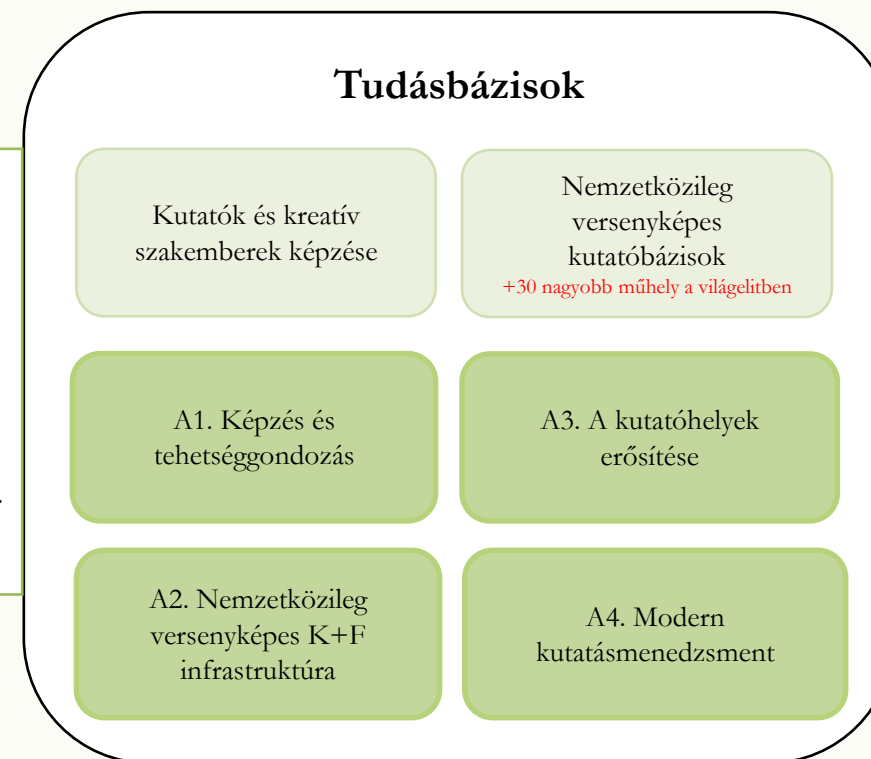 Tudásbázisok
Kutatók és kreatív
szakemberek képzése
Nemzetközileg
versenyképes
kutatóbázisok
+30 nagyobb műhely a világelitben
A1. Képzés és
tehetséggondozás
A3. A kutatóhelyek
erősítése
A2. Nemzetközileg
versenyképes K+F
infrastruktúra
A4. Modern
kutatásmenedzsment